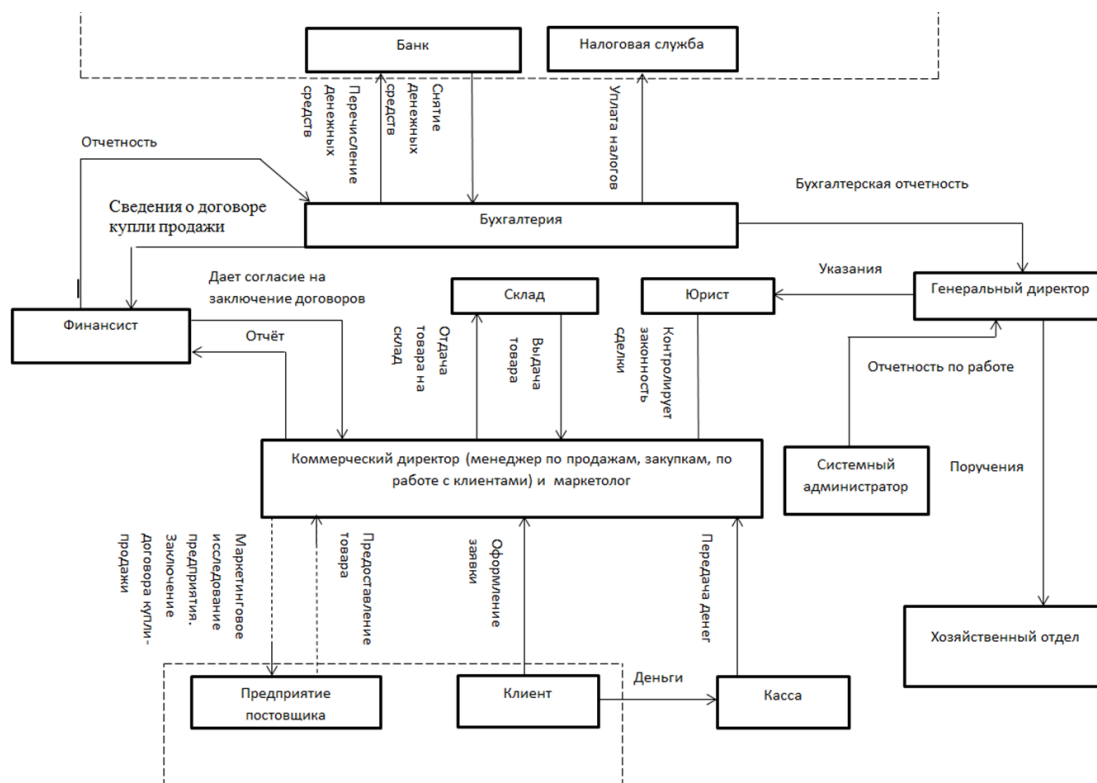 Банк
Налоговая служба
Перечисление
денежных
средств
Снятие
денежных
средств
Уплата налогов
Отчетность
Бухгалтерская отчетность
Сведения о договоре
купли продажи
Бухгалтерия
Дает согласие на
заключение договоров
Склад
Юрист
Указания
Генеральный директор
Финансист
Отчёт
Отдача
товара на
склад
Выдача
товара
Контролирует
законность
сделки
Отчетность по работе
Коммерческий директор (менеджер по продажам, закупкам, по
работе с клиентами) и маркетолог
Системный
администратор
Поручения
Маркетинговое
исследование
предприятия.
Заключение
договора купли-
продажи
Предоставление
товара
Оформление
заявки
Передача денег
Хозяйственный отдел
Предприятие
постовщика
Клиент
Деньги
Касса